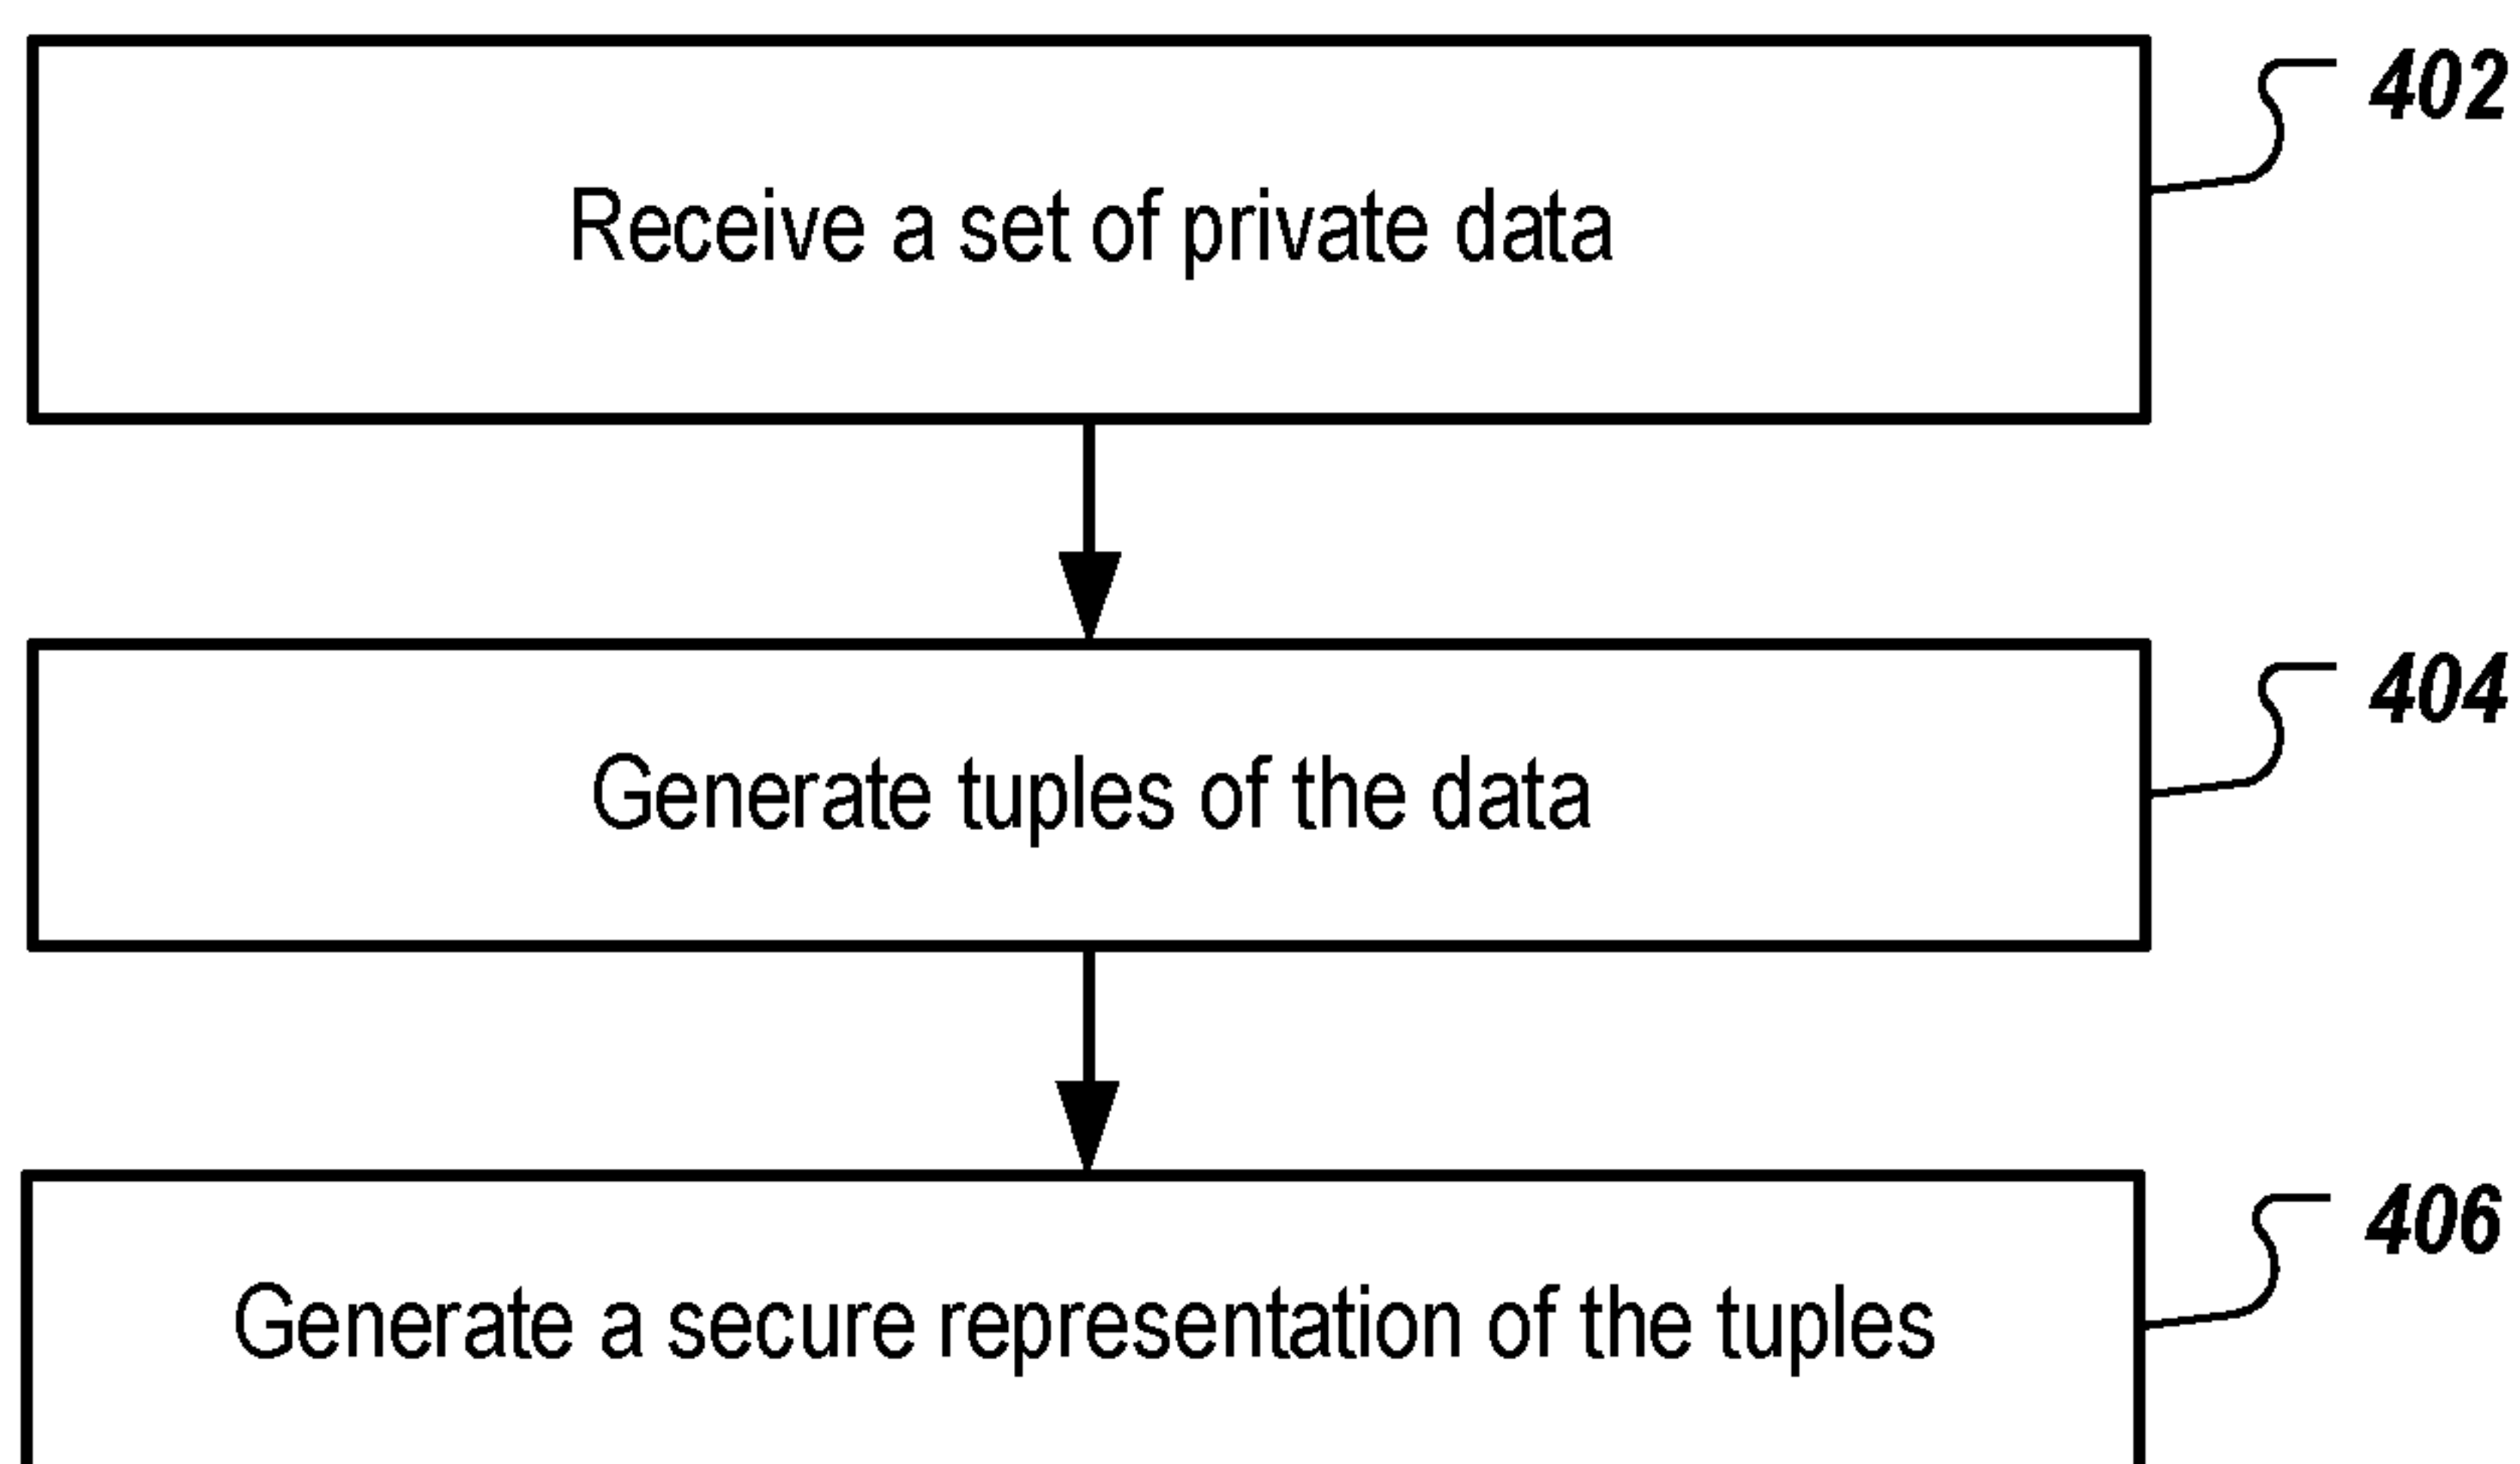 402
Receive a set of private data
404
Generate tuples of the data
406
Generate a secure representation of the tuples